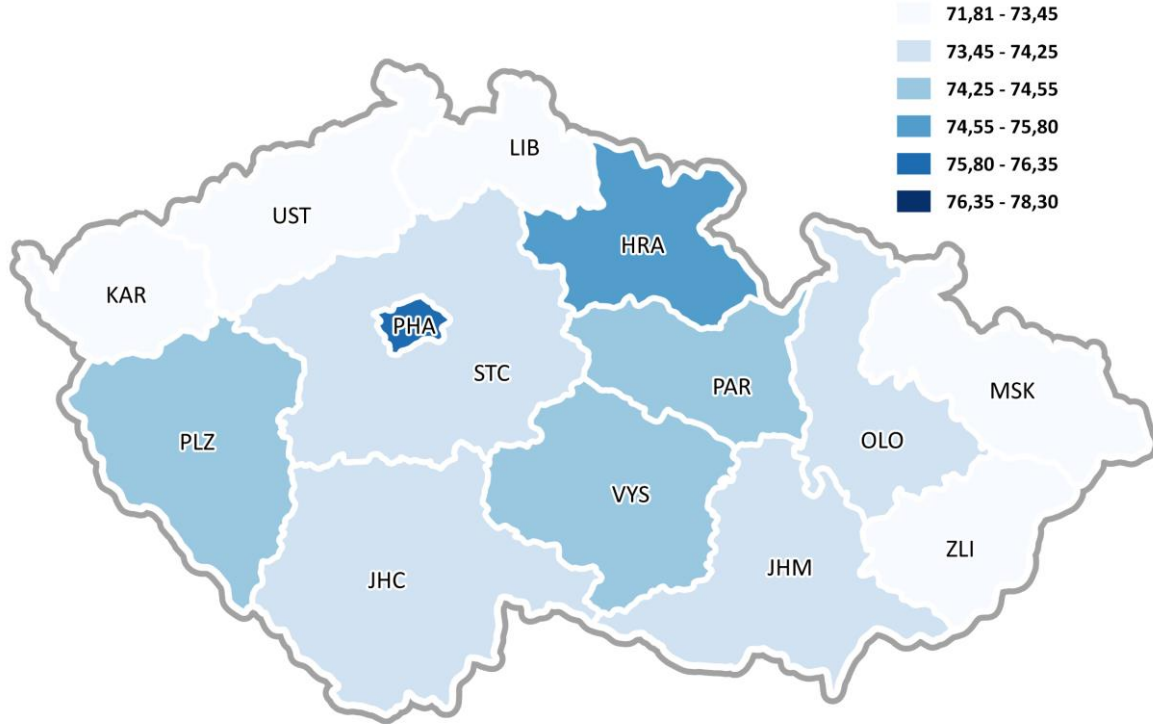 71,81 - 73,45
73,45 - 74,25
74,25 - 74,55
74,55 - 75,80
75,80 - 76,35
76,35 - 78,30
LIB
UST
HRA
KAR
PHA
STC
PAR
MSK
PLZ
OLO
VYS
ZLI
JHC
JHM